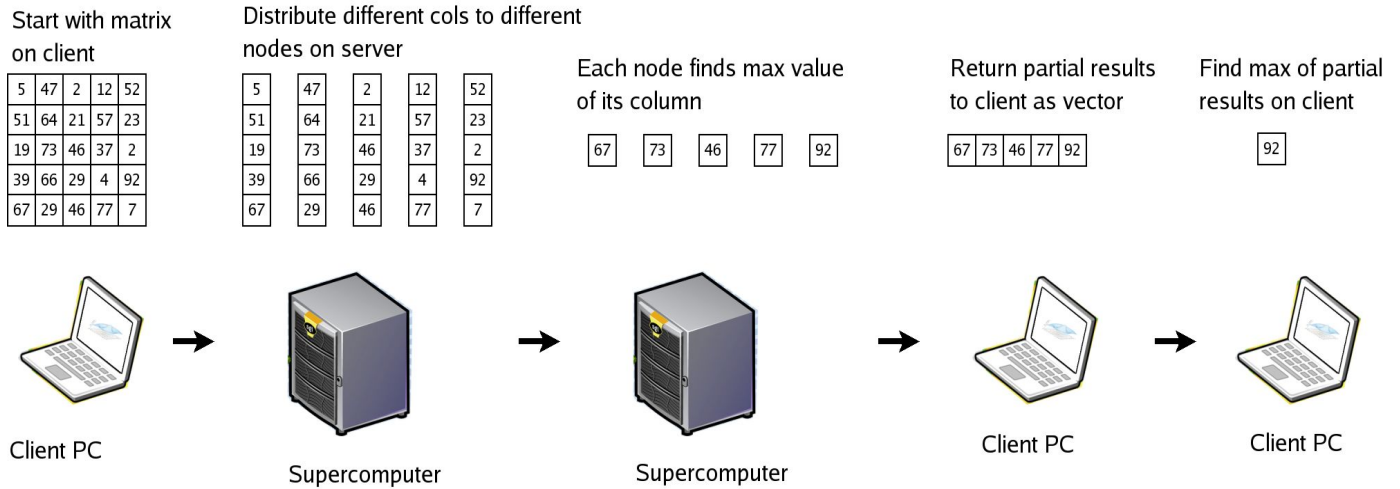 Start with matrix
on client
5 47 2 12 52
51 64 21 57 23
19 73 46 37 2
39 66 29 4 92
67 29 46 77 7
Distribute different cols to different
nodes on server
5 47 2 12 52
51 64 21 57 23
19 73 46 37 2
39 66 29 4 92
67 29 46 77 7
Each node finds max value
of its column
67 73 46 77 92
Return partial results
to client as vector
67 73 46 77 92
Find max of partial
results on client
92
Client PC
Supercomputer
Supercomputer
Client PC
Client PC